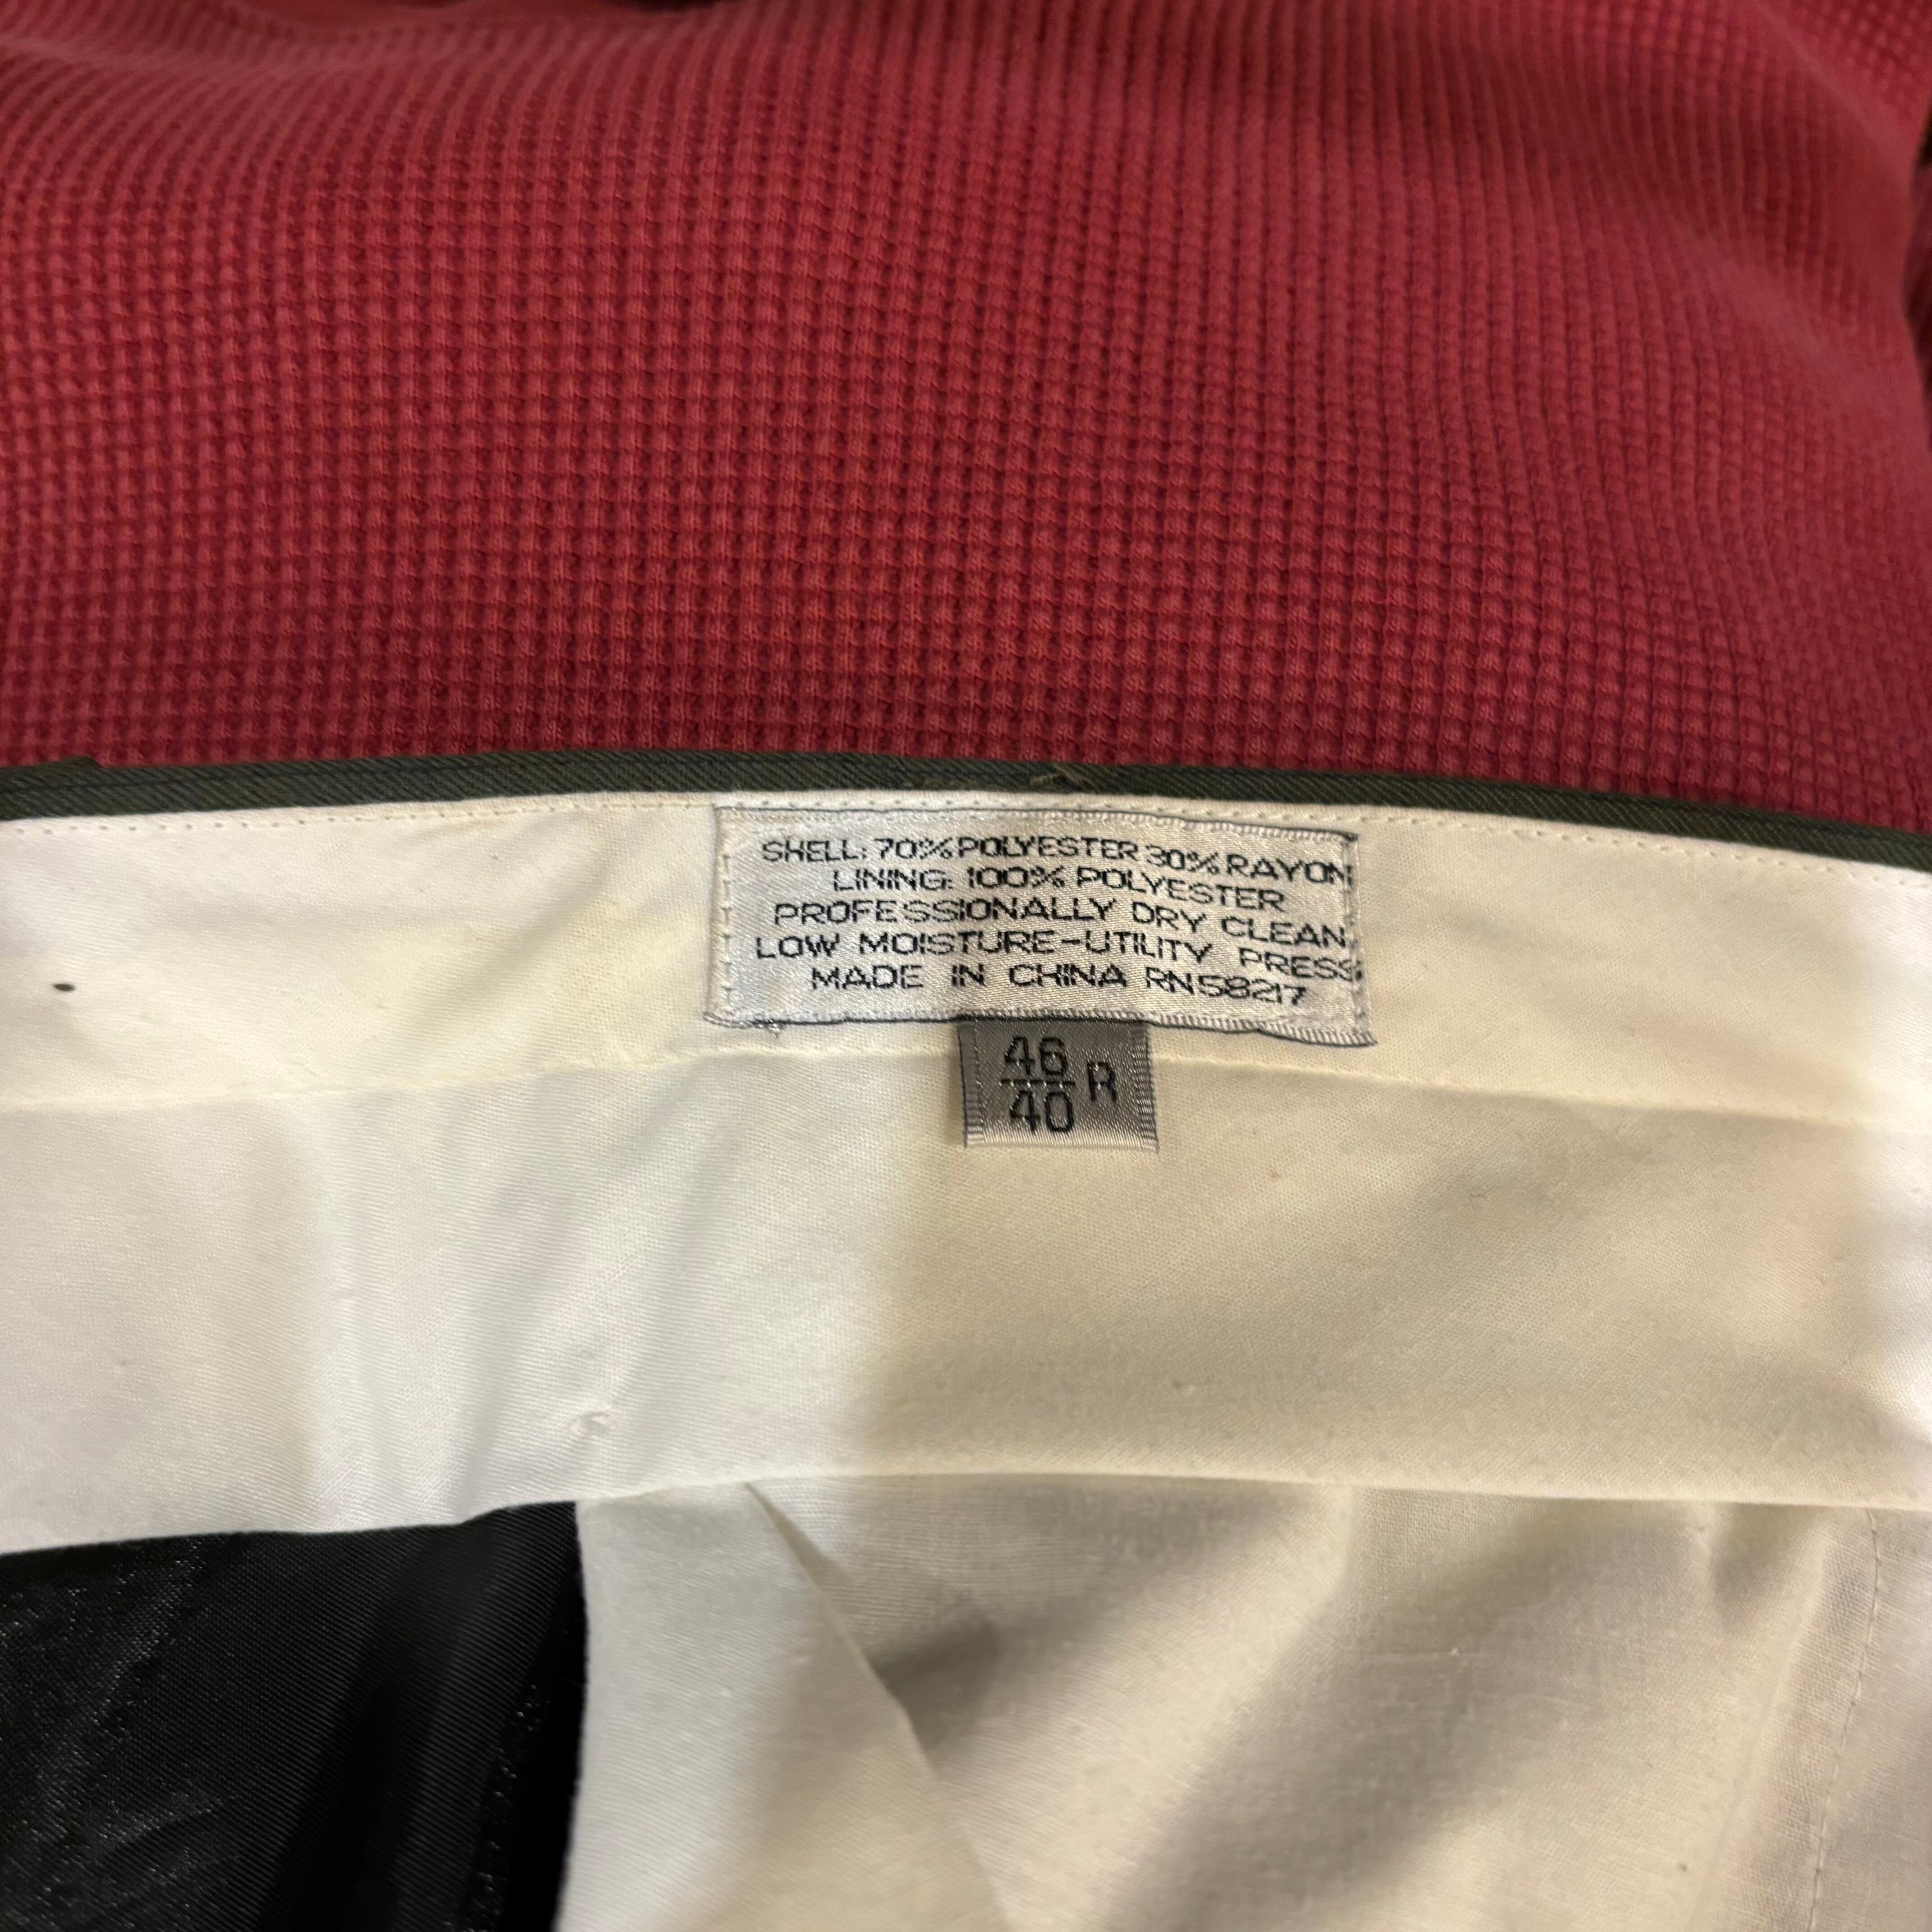 SHELL: 70% POLYESTER 30% RAYON
LINING: 100% POLYESTER
PROFESSIONALLY DRY CLEAN
LOW MOISTURE-UTILITY PRESS
MADE IN CHINA RN58217
46
40 R